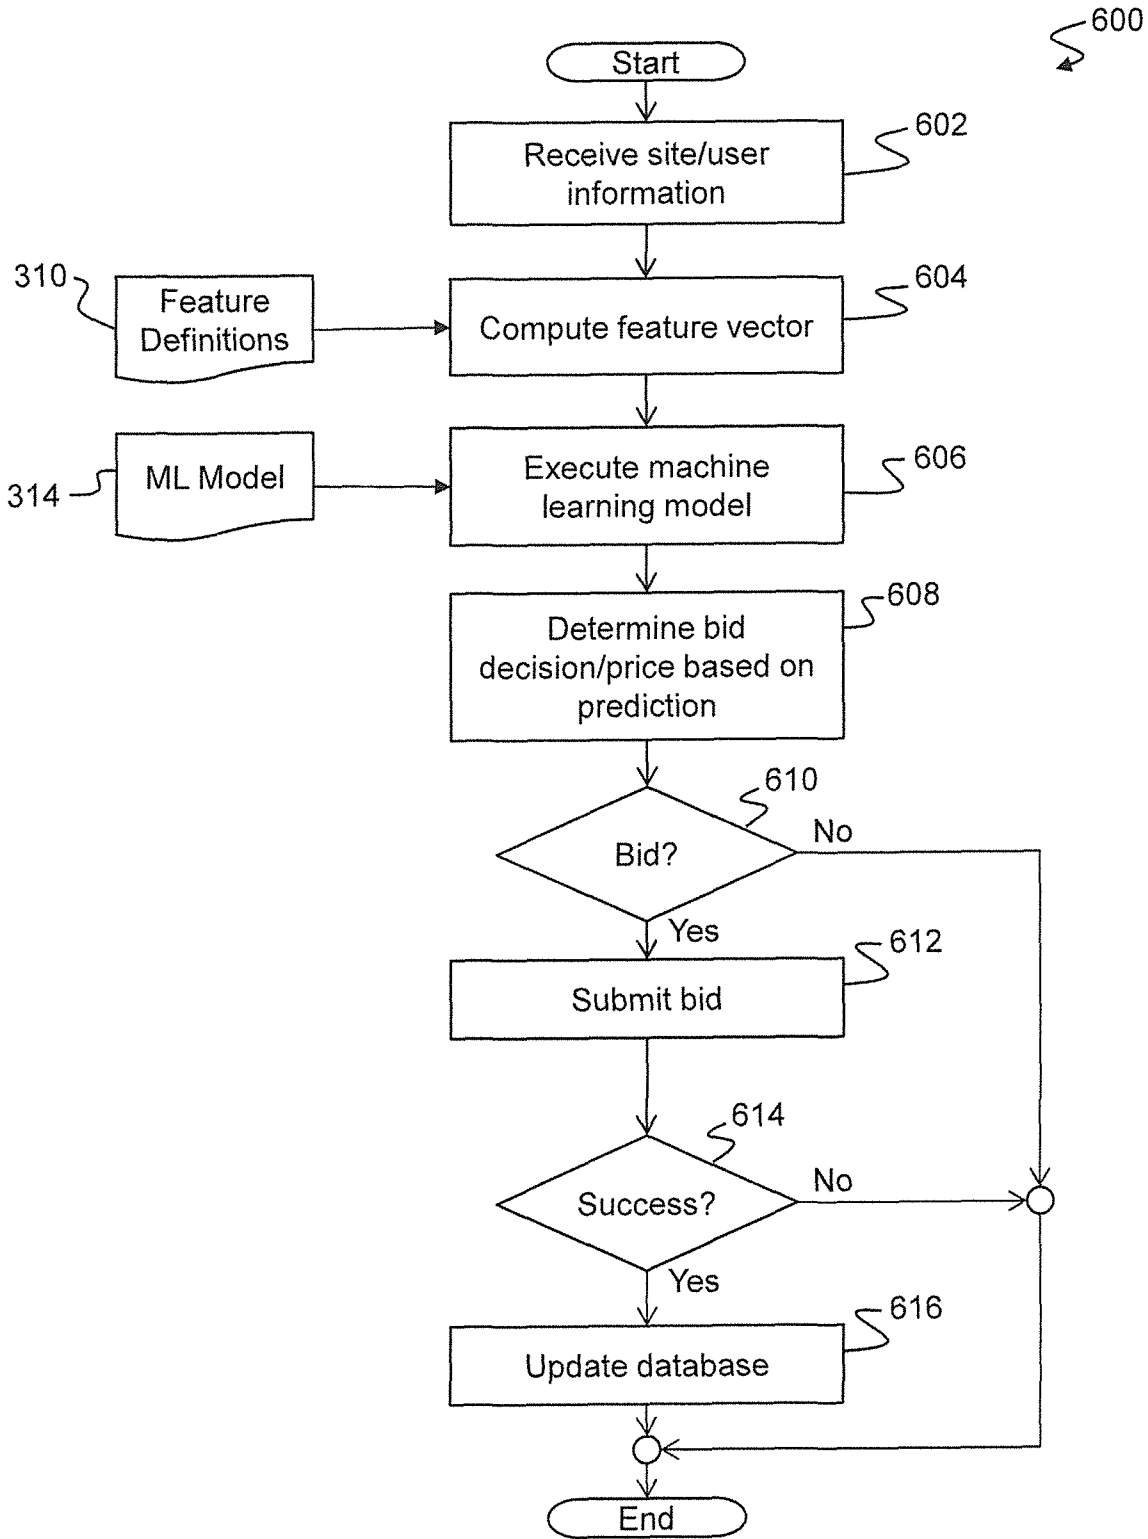 600
Start
602
Receive site/user
information
310
Feature
Definitions
604
Compute feature vector
314
ML Model
606
Execute machine
learning model
608
Determine bid
decision/price based on
prediction
610
Bid?
No
Yes
612
Submit bid
614
Success?
No
Yes
616
Update database
End